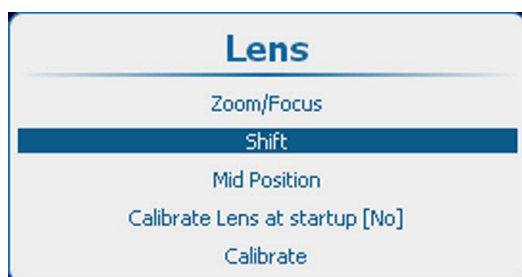 Lens
Zoom/Focus
Shift
Mid Position
Calibrate Lens at startup [No]
Calibrate